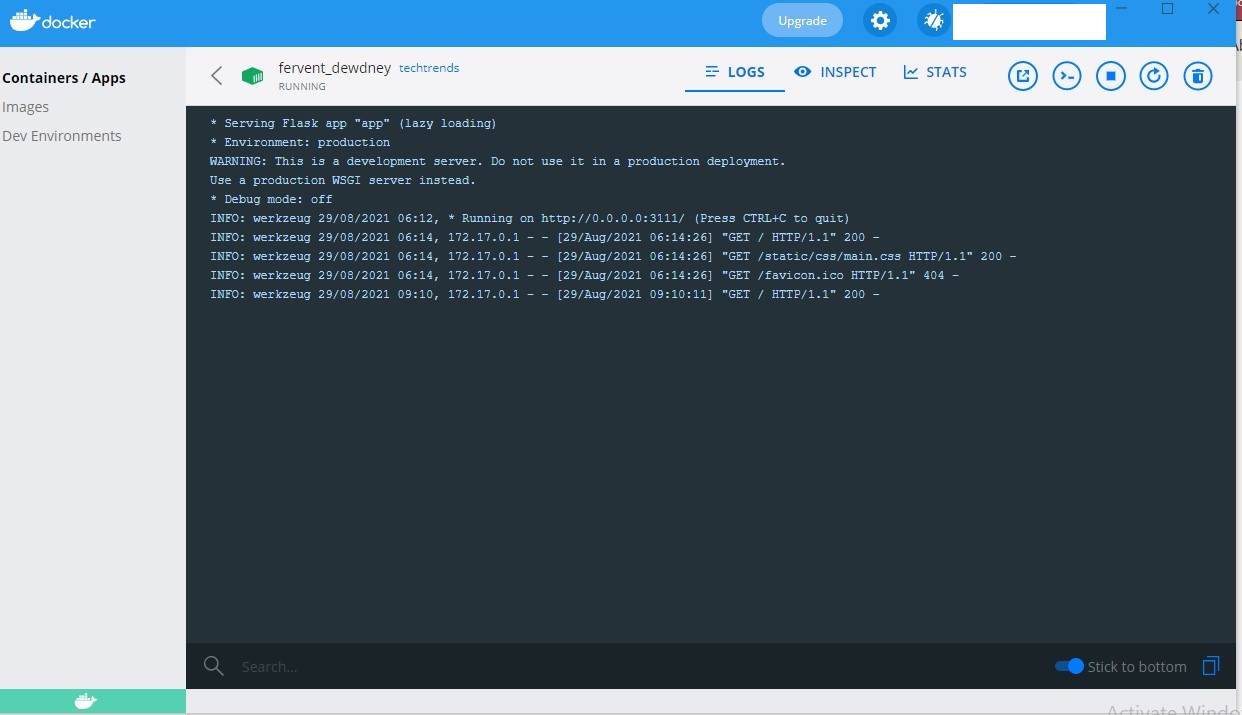 docker
Upgrade
Containers / Apps
Images
Dev Environments
fervent_dewdney techtrends
RUNNING
LOGS
INSPECT
STATS
* Serving Flask app "app" (lazy loading)
* Environment: production
WARNING: This is a development server. Do not use it in a production deployment.
Use a production WSGI server instead.
* Debug mode: off
INFO: werkzeug 29/08/2021 06:12, * Running on http://0.0.0.0:3111/ (Press CTRL+C to quit)
INFO: werkzeug 29/08/2021 06:14, 172.17.0.1 - - [29/Aug/2021 06:14:26] "GET / HTTP/1.1" 200 -
INFO: werkzeug 29/08/2021 06:14, 172.17.0.1 - - [29/Aug/2021 06:14:26] "GET /static/css/main.css HTTP/1.1" 200 -
INFO: werkzeug 29/08/2021 06:14, 172.17.0.1 - - [29/Aug/2021 06:14:26] "GET /favicon.ico HTTP/1.1" 404 -
INFO: werkzeug 29/08/2021 09:10, 172.17.0.1 - - [29/Aug/2021 09:10:11] "GET / HTTP/1.1" 200 -
Search...
Stick to bottom
Activate Windo